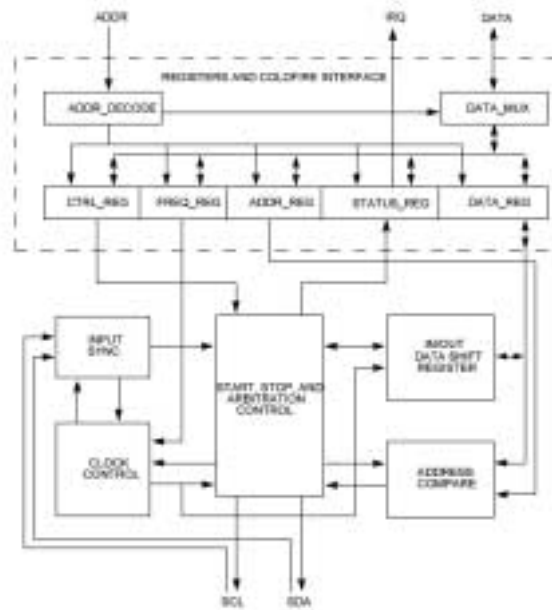 ADDR IRQ DATA
REGISTERS AND COLDFIRE INTERFACE
ADDR_DECODE DATA_MUX
CTRL_REG FREQ_REG ADDR_REG STATUS_REG DATA_REG
INPUT
SYNC
START, STOP, AND
ARBITRATION
CONTROL
IN/OUT
DATA SHIFT
REGISTER
CLOCK
CONTROL
ADDRESS
COMPARE
SCL SDA